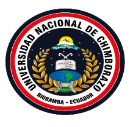 UNIVERSIDAD NACIONAL DE CHIMBORAZO
RIOBAMBA - ECUADOR